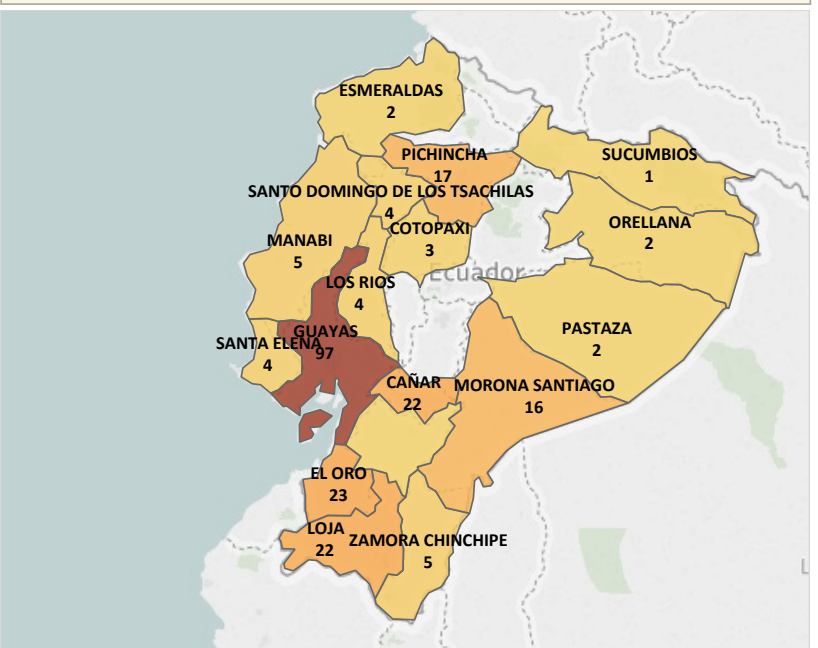 ESMERALDAS
2
PICHINCHA
17
SUCUMBIOS
1
SANTO DOMINGO DE LOS TSACHILAS
4
ORELLANA
2
COTOPAXI
3
MANABI
5
Ecuador
LOS RIOS
4
GUAYAS
97
SANTA ELENA
4
PASTAZA
2
CAÑAR
22
MORONA SANTIAGO
16
EL ORO
23
LOJA
22
ZAMORA CHINCHIPE
5